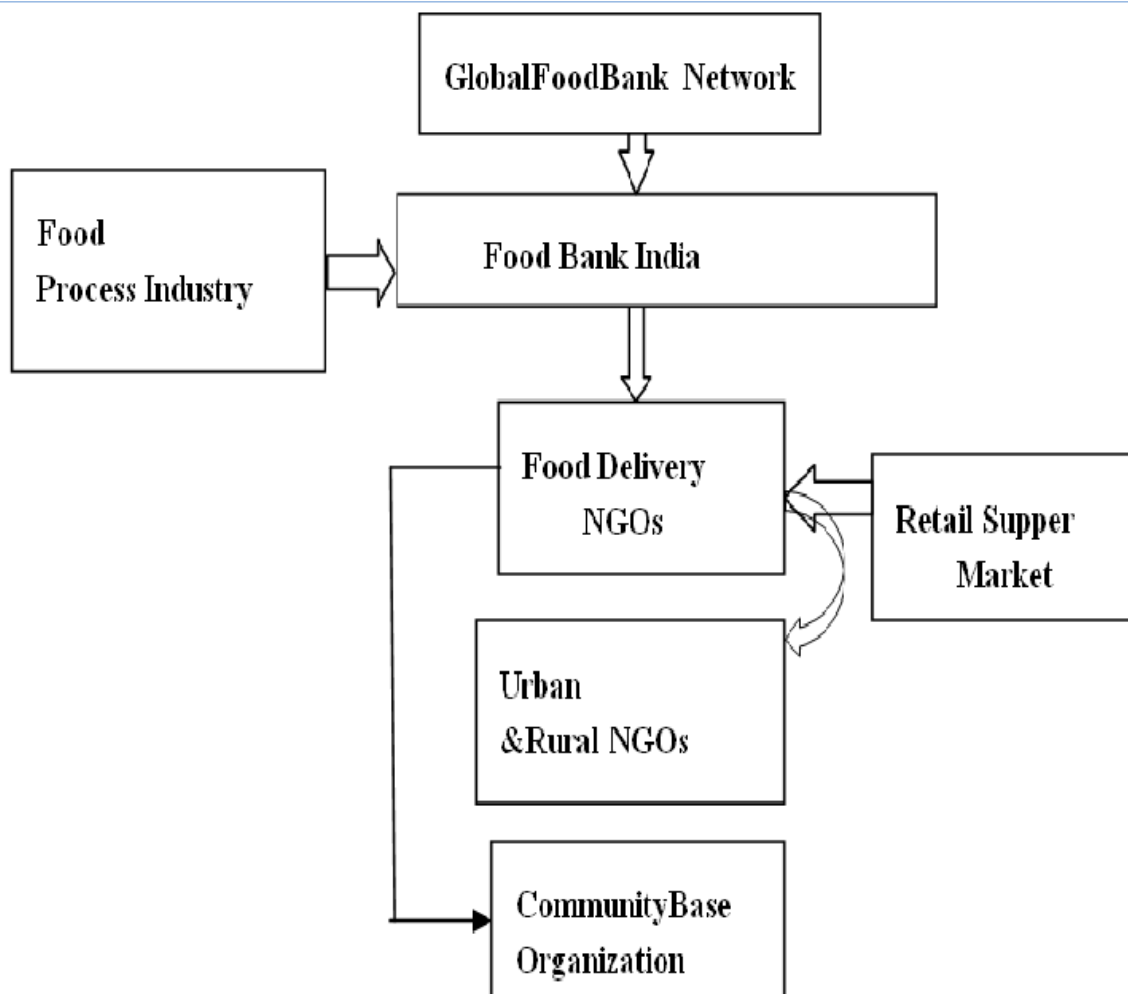 GlobalFoodBank Network
Food
Process Industry
Food Bank India
Food Delivery
NGOs
Retail Supper
Market
Urban
&Rural NGOs
CommunityBase
Organization